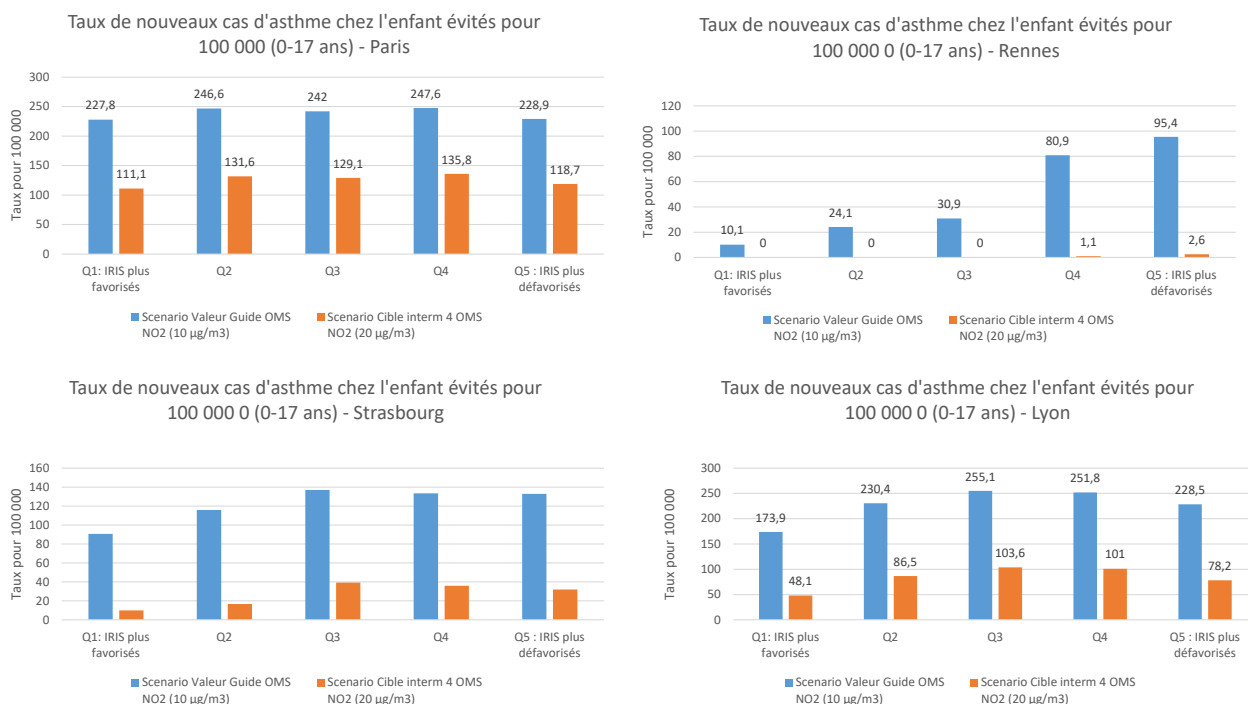 Taux de nouveaux cas d'asthme chez l'enfant évités pour
100 000 (0-17 ans) - Paris
Taux pour 100 000
300
250
200
150
100
50
0
227,8
246,6
242
247,6
228,9
111,1
131,6
129,1
135,8
118,7
Q1: IRIS plus
favorisés
Q2
Q3
Q4
Q5 : IRIS plus
défavorisés
Scenario Valeur Guide OMS
NO2 (10 µg/m3)
Scenario Cible interm 4 OMS
NO2 (20 µg/m3)
Taux de nouveaux cas d'asthme chez l'enfant évités pour
100 000 0 (0-17 ans) - Rennes
Taux pour 100 000
120
100
80
60
40
20
0
10,1
24,1
30,9
80,9
95,4
0
0
0
1,1
2,6
Q1: IRIS plus
favorisés
Q2
Q3
Q4
Q5 : IRIS plus
défavorisés
Scenario Valeur Guide OMS
NO2 (10 µg/m3)
Scenario Cible interm 4 OMS
NO2 (20 µg/m3)
Taux de nouveaux cas d'asthme chez l'enfant évités pour
100 000 0 (0-17 ans) - Strasbourg
Taux pour 100 000
160
140
120
100
80
60
40
20
0
Q1: IRIS plus
favorisés
Q2
Q3
Q4
Q5 : IRIS plus
défavorisés
Scenario Valeur Guide OMS
NO2 (10 µg/m3)
Scenario Cible interm 4 OMS
NO2 (20 µg/m3)
Taux de nouveaux cas d'asthme chez l'enfant évités pour
100 000 0 (0-17 ans) - Lyon
Taux pour 100 000
300
250
200
150
100
50
0
173,9
230,4
255,1
251,8
228,5
48,1
86,5
103,6
101
78,2
Q1: IRIS plus
favorisés
Q2
Q3
Q4
Q5 : IRIS plus
défavorisés
Scenario Valeur Guide OMS
NO2 (10 µg/m3)
Scenario Cible interm 4 OMS
NO2 (20 µg/m3)